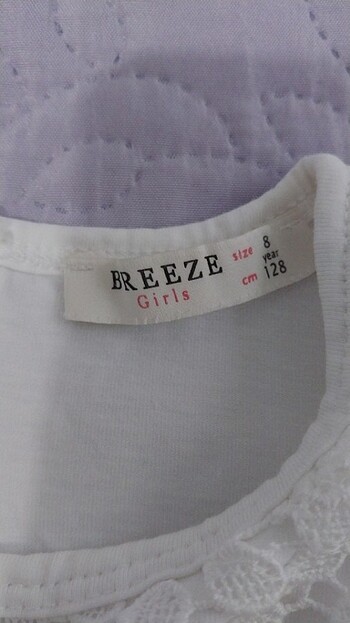 BREEZE
Girls
size 8 year
cm 128